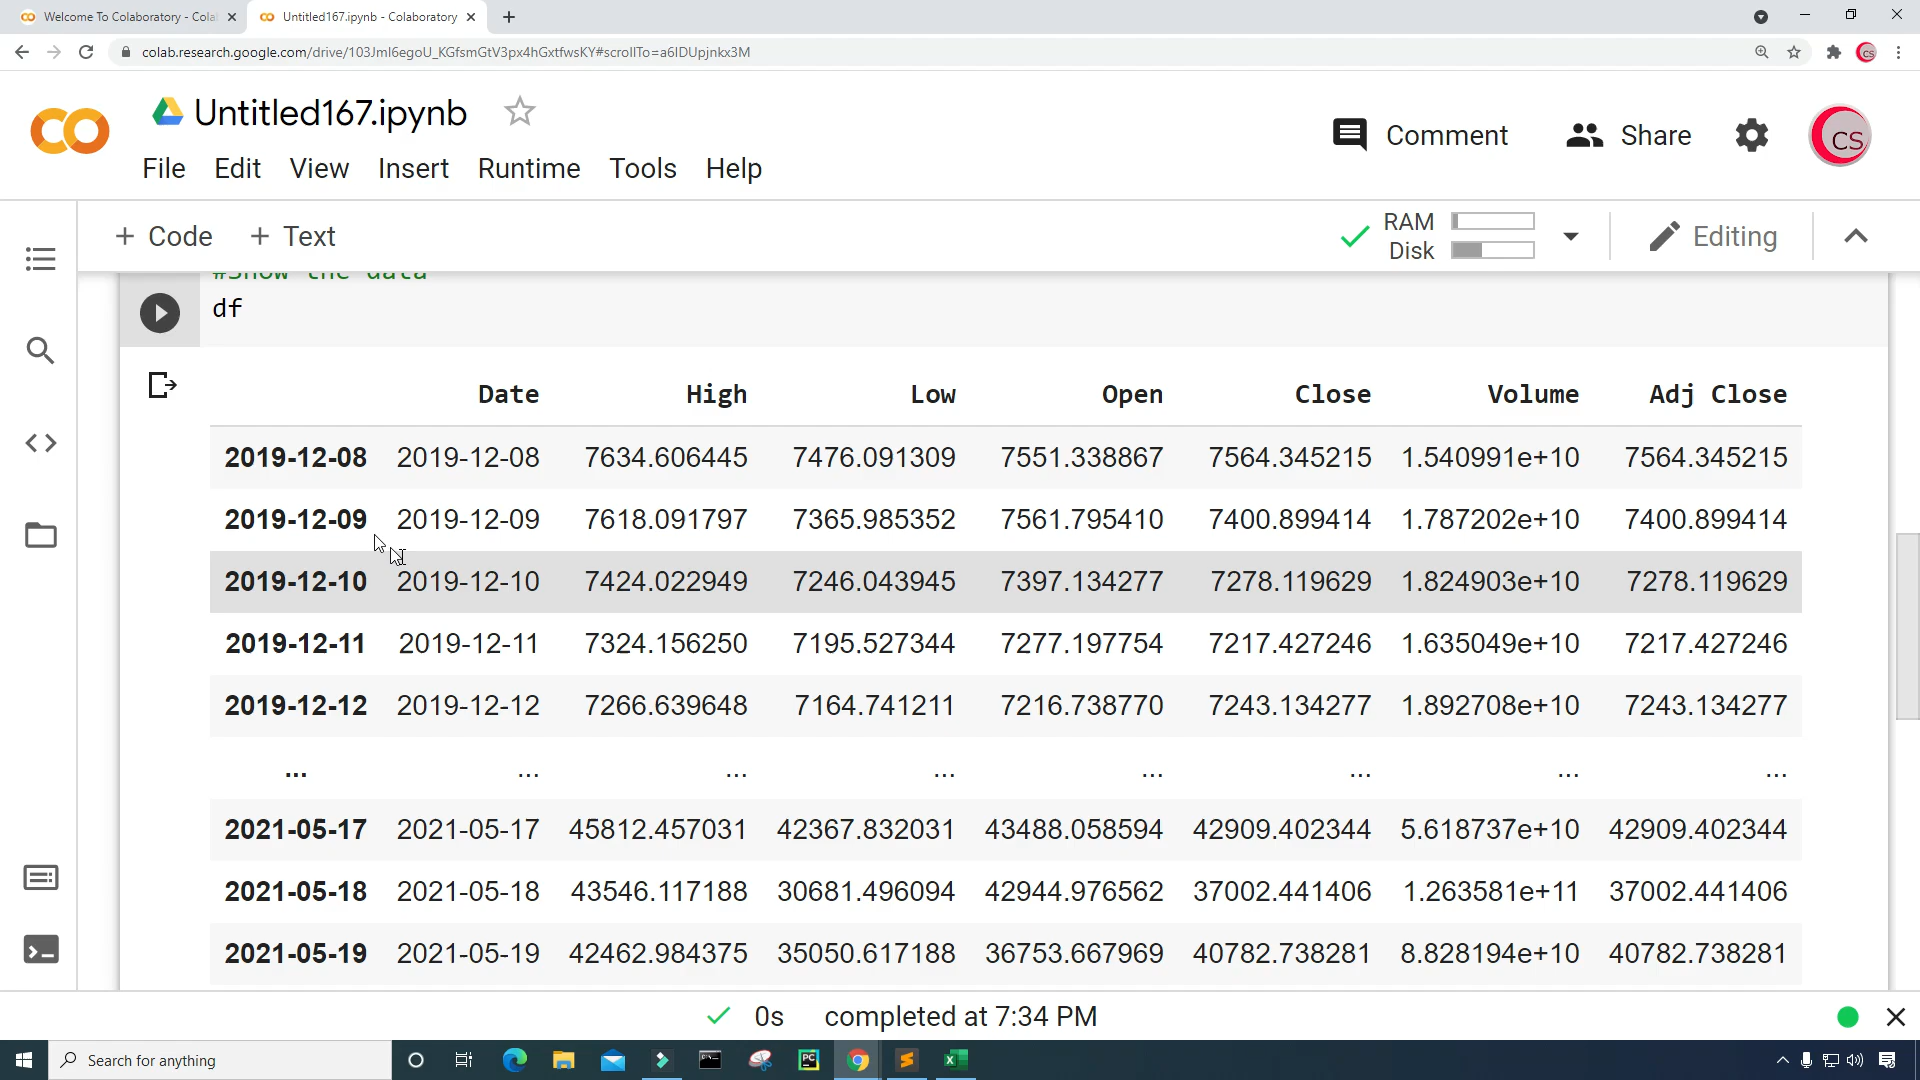 Welcome To Colaboratory - Cola
Untitled167.ipynb - Colaboratory
colab.research.google.com/drive/103JmI6egoU_KGfsmGtV3px4hGxtfwsKY#scrollTo=a6IDUpjnkx3M
CS
Untitled167.ipynb
Comment
Share
CS
File Edit View Insert Runtime Tools Help
+ Code + Text
RAM
Disk
Editing
#Show the data
df
Date High Low Open Close Volume Adj Close
2019-12-08 2019-12-08 7634.606445 7476.091309 7551.338867 7564.345215 1.540991e+10 7564.345215
2019-12-09 2019-12-09 7618.091797 7365.985352 7561.795410 7400.899414 1.787202e+10 7400.899414
2019-12-10 2019-12-10 7424.022949 7246.043945 7397.134277 7278.119629 1.824903e+10 7278.119629
2019-12-11 2019-12-11 7324.156250 7195.527344 7277.197754 7217.427246 1.635049e+10 7217.427246
2019-12-12 2019-12-12 7266.639648 7164.741211 7216.738770 7243.134277 1.892708e+10 7243.134277
... ... ... ... ... ... ... ...
2021-05-17 2021-05-17 45812.457031 42367.832031 43488.058594 42909.402344 5.618737e+10 42909.402344
2021-05-18 2021-05-18 43546.117188 30681.496094 42944.976562 37002.441406 1.263581e+11 37002.441406
2021-05-19 2021-05-19 42462.984375 35050.617188 36753.667969 40782.738281 8.828194e+10 40782.738281
0s completed at 7:34 PM
Search for anything